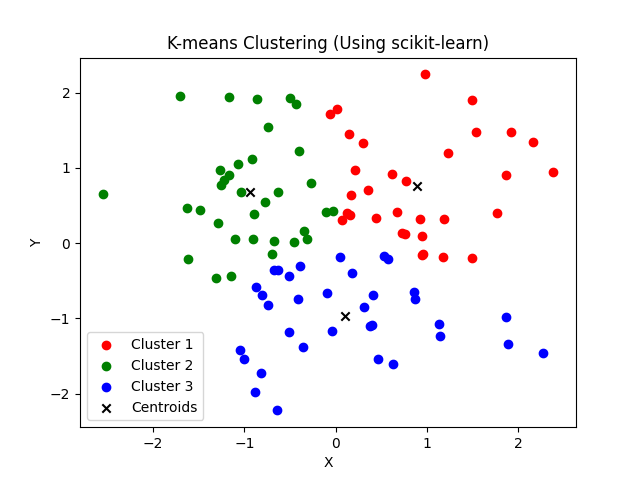 K-means Clustering (Using scikit-learn)
2
1
0
−1
−2
Y
Cluster 1
Cluster 2
Cluster 3
Centroids
−2 −1 0 1 2
X